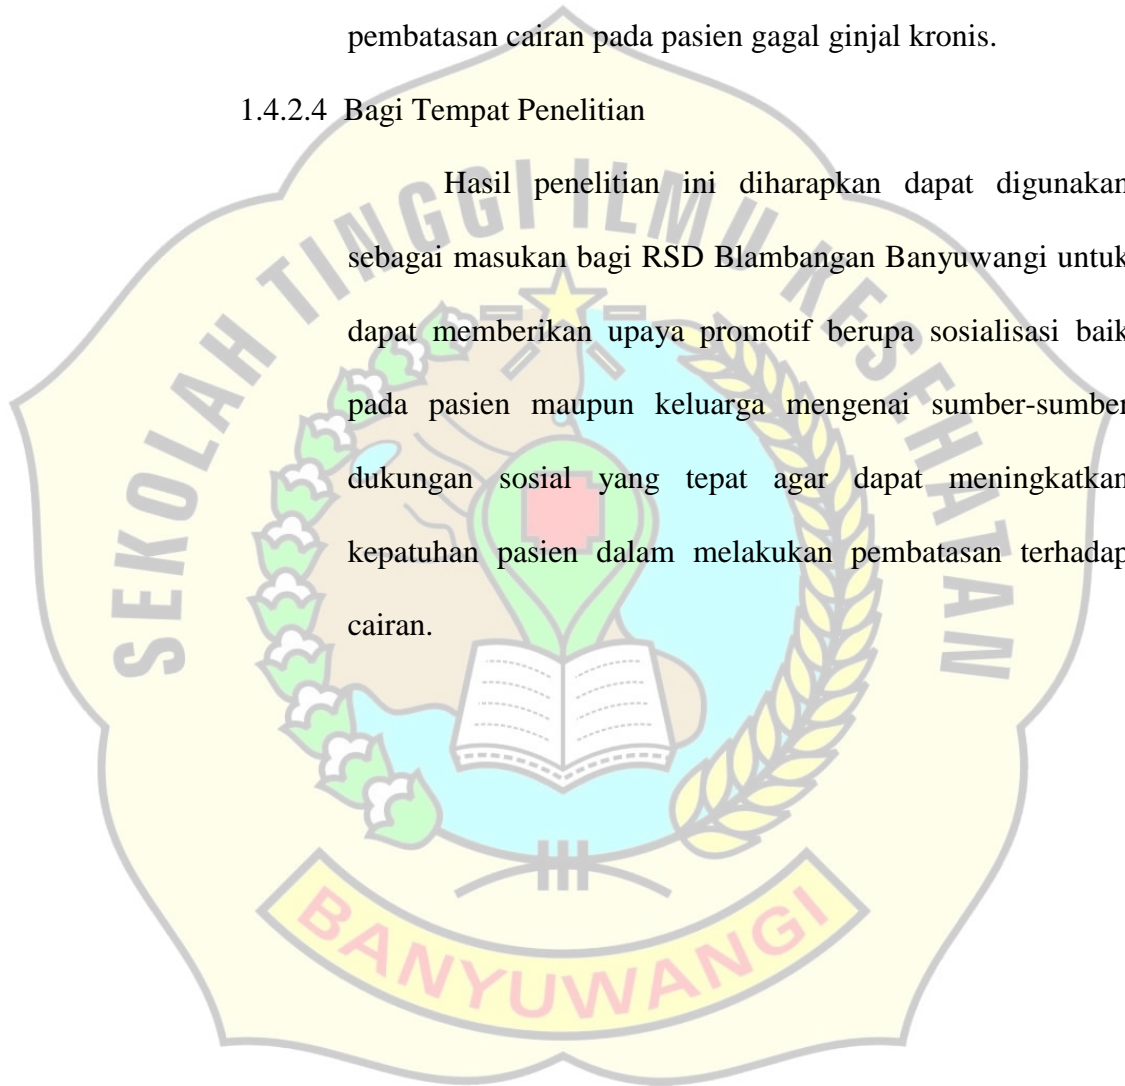 pembatasan cairan pada pasien gagal ginjal kronis.
1.4.2.4 Bagi Tempat Penelitian
Hasil penelitian ini diharapkan dapat digunakan
sebagai masukan bagi RSD Blambangan Banyuwangi untuk
dapat memberikan upaya promotif berupa sosialisasi baik
pada pasien maupun keluarga mengenai sumber-sumber
dukungan sosial yang tepat agar dapat meningkatkan
kepatuhan pasien dalam melakukan pembatasan terhadap
cairan.
SEKOLAH TINGGI ILMU KESEHATAN
BANYUWANGI